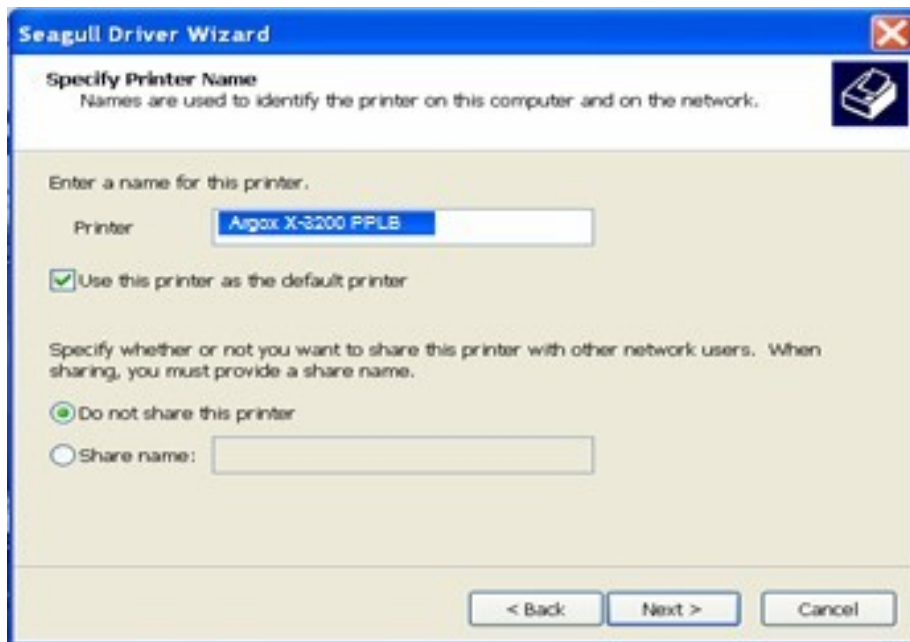 Seagull Driver Wizard
Specify Printer Name
Names are used to identify the printer on this computer and on the network.
Enter a name for this printer.
Printer
Argox X-3200 PPLB
Use this printer as the default printer
Specify whether or not you want to share this printer with other network users. When
sharing, you must provide a share name.
Do not share this printer
Share name:
< Back
Next >
Cancel